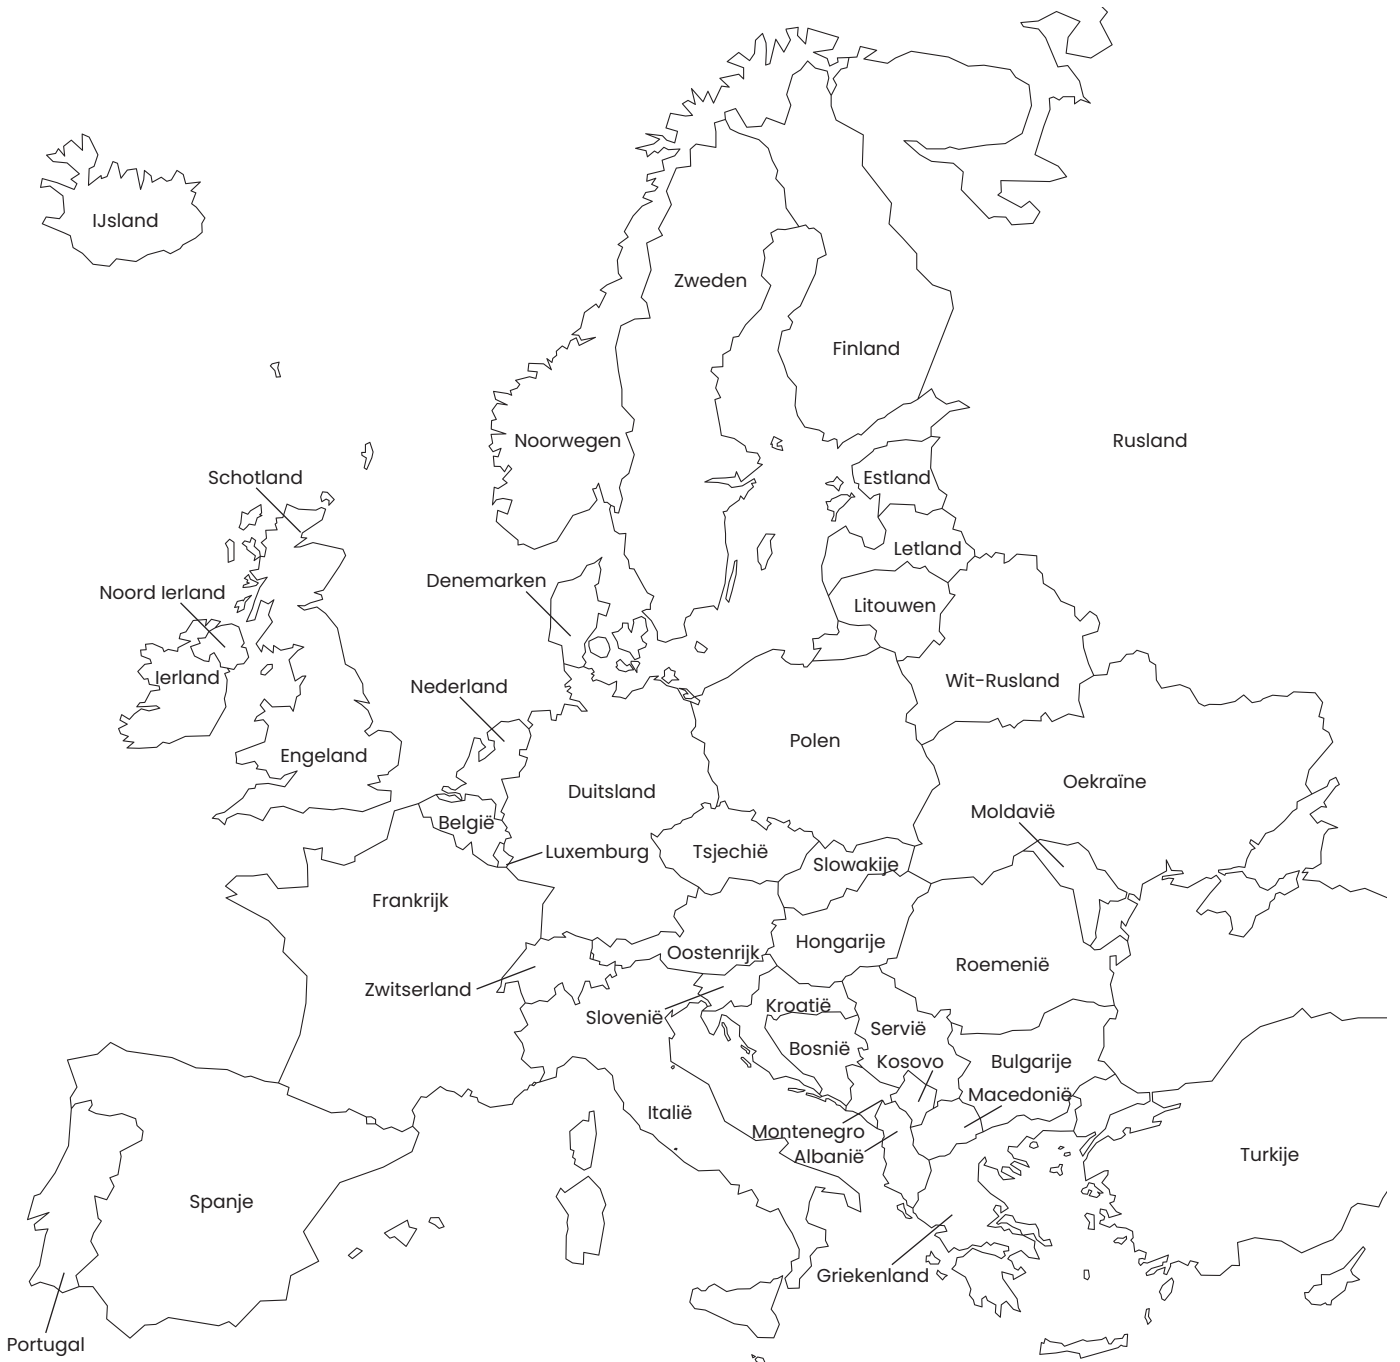 IJsland
Zweden
Finland
Noorwegen
Rusland
Schotland
Estland
Letland
Denemarken
Noord Ierland
Litouwen
Ierland
Wit-Rusland
Nederland
Polen
Engeland
Oekraïne
Duitsland
Moldavië
België
Luxemburg
Tsjechië
Slowakije
Frankrijk
Hongarije
Oostenrijk
Roemenië
Zwitserland
Kroatië
Slovenië
Servië
Bosnië
Kosovo
Bulgarije
Macedonië
Italië
Montenegro
Albanië
Turkije
Spanje
Griekenland
Portugal